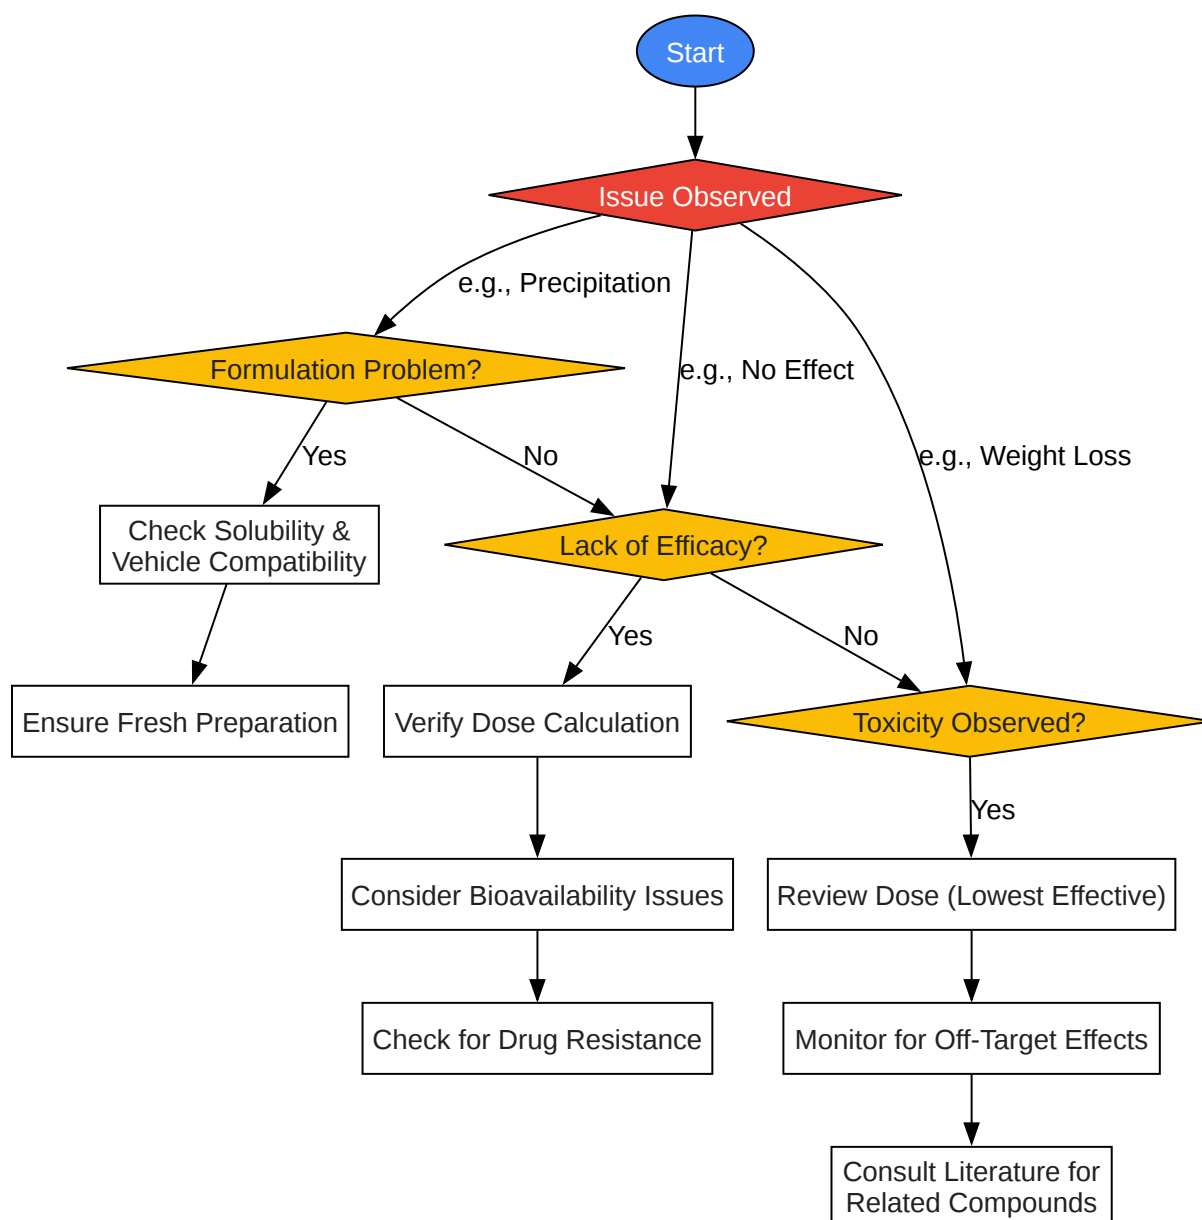 Start
Issue Observed
e.g., Precipitation
Formulation Problem?
e.g., No Effect
Yes
No
e.g., Weight Loss
Check Solubility &
Vehicle Compatibility
Lack of Efficacy?
Yes
No
Ensure Fresh Preparation
Verify Dose Calculation
Toxicity Observed?
Yes
Consider Bioavailability Issues
Review Dose (Lowest Effective)
Check for Drug Resistance
Monitor for Off-Target Effects
Consult Literature for
Related Compounds